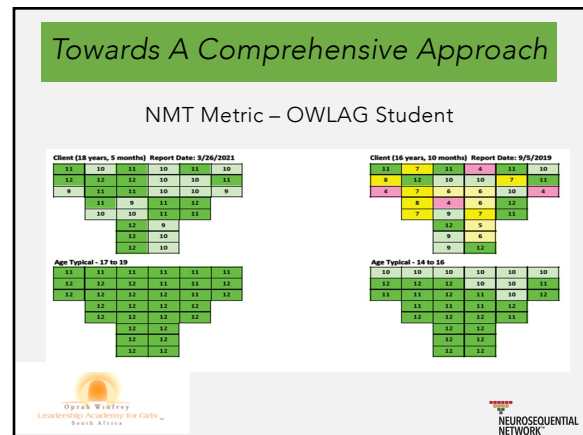 Towards A Comprehensive Approach
NMT Metric – OWLAG Student
Client (18 years, 5 months) Report Date: 3/26/2021
11 10 11 10 11 10
12 12 12 10 10 11
9 11 11 10 10 9
11 9 11 12
10 10 11 11
12 9
12 10
12 10
Age Typical - 17 to 19
11 11 11 11 11 11
12 12 12 11 11 12
12 12 12 12 11 12
12 12 12 12
12 12 12 12
12 12
12 12
12 12
Client (16 years, 10 months) Report Date: 9/5/2019
11 7 11 4 11 10
8 12 10 10 7 11
4 7 6 6 10 4
8 4 6 12
7 9 7 11
12 5
9 6
9 12
Age Typical - 14 to 16
10 10 10 10 10 10
12 12 12 10 10 11
11 11 12 11 10 12
12 11 11 12
12 12 12 11
12 12
12 12
12 12
Oprah Winfrey
Leadership Academy for Girls
South Africa
NEUROSEQUENTIAL
NETWORK™